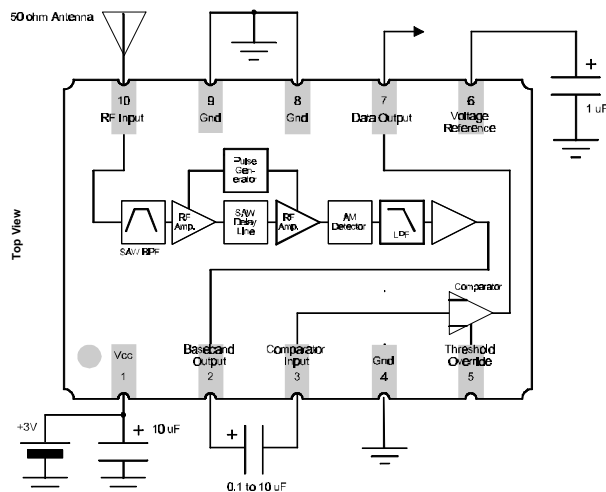 50 ohm Antenna
10
RF Input
9
Gnd
8
Gnd
7
Data Output
6
Voltage
Reference
+
1 uF
Pulse
Gen-
erator
RF
Amp.
SAW
Delay
Line
RF
Amp.
AM
Detector
LPF
SAW BPF
Top View
Comparator
Vcc
1
Baseband
Output
2
Comparator
Input
3
Gnd
4
Threshold
Override
5
+3V
+
10 uF
+
0.1 to 10 uF